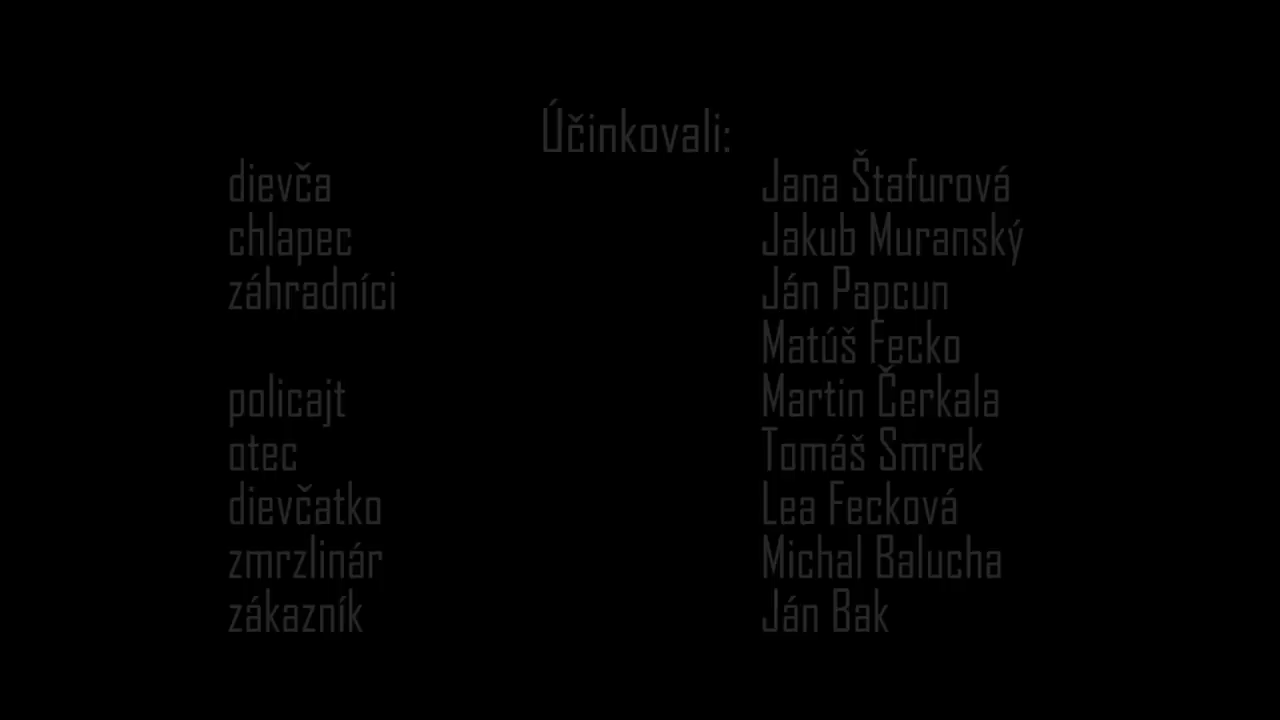 Účinkovali:
dievča Jana Štafurová
chlapec Jakub Muranský
záhradníci Ján Papcun
Matúš Fecko
policajt Martin Čerkala
otec Tomáš Smrek
dievčatko Lea Fecková
zmrzlinár Michal Balucha
zákazník Ján Bak